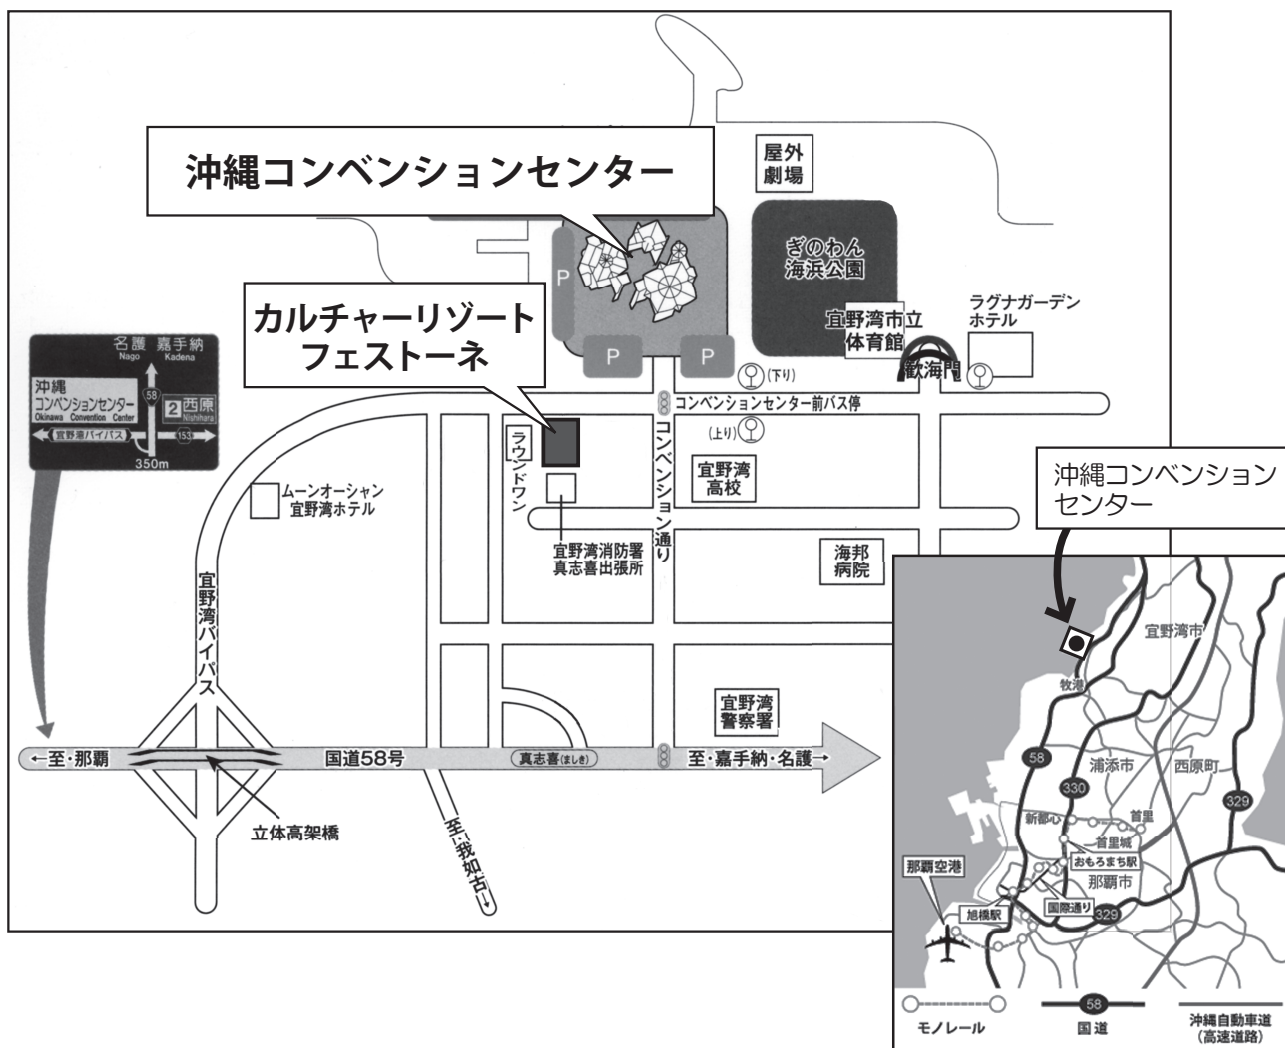 沖縄コンベンションセンター
屋外
劇場
ぎのわん
海浜公園
P
P
P
カルチャーリゾート
フェストーネ
宜野湾市立
体育館
ラグナガーデン
ホテル
歓海門
(下り)
コンベンションセンター前バス停
(上り)
名護 嘉手納
Nago Kadena
沖縄
コンベンションセンター
Okinawa Convention Center
58
2 西原
Nishihara
宜野湾バイパス
153
350m
ラウンドワン
コンベンション通り
宜野湾
高校
ムーンオーシャン
宜野湾ホテル
宜野湾消防署
真志喜出張所
海邦
病院
宜野湾バイパス
宜野湾
警察署
←至・那覇
国道58号
真志喜(ましき)
至・嘉手納・名護→
立体高架橋
至・我如古→
沖縄コンベンション
センター
宜野湾市
牧港
58
330
浦添市
西原町
329
新都心
首里
首里城
おもろまち駅
那覇空港
那覇市
旭橋駅
国際通り
329
モノレール
58
国道
沖縄自動車道
(高速道路)